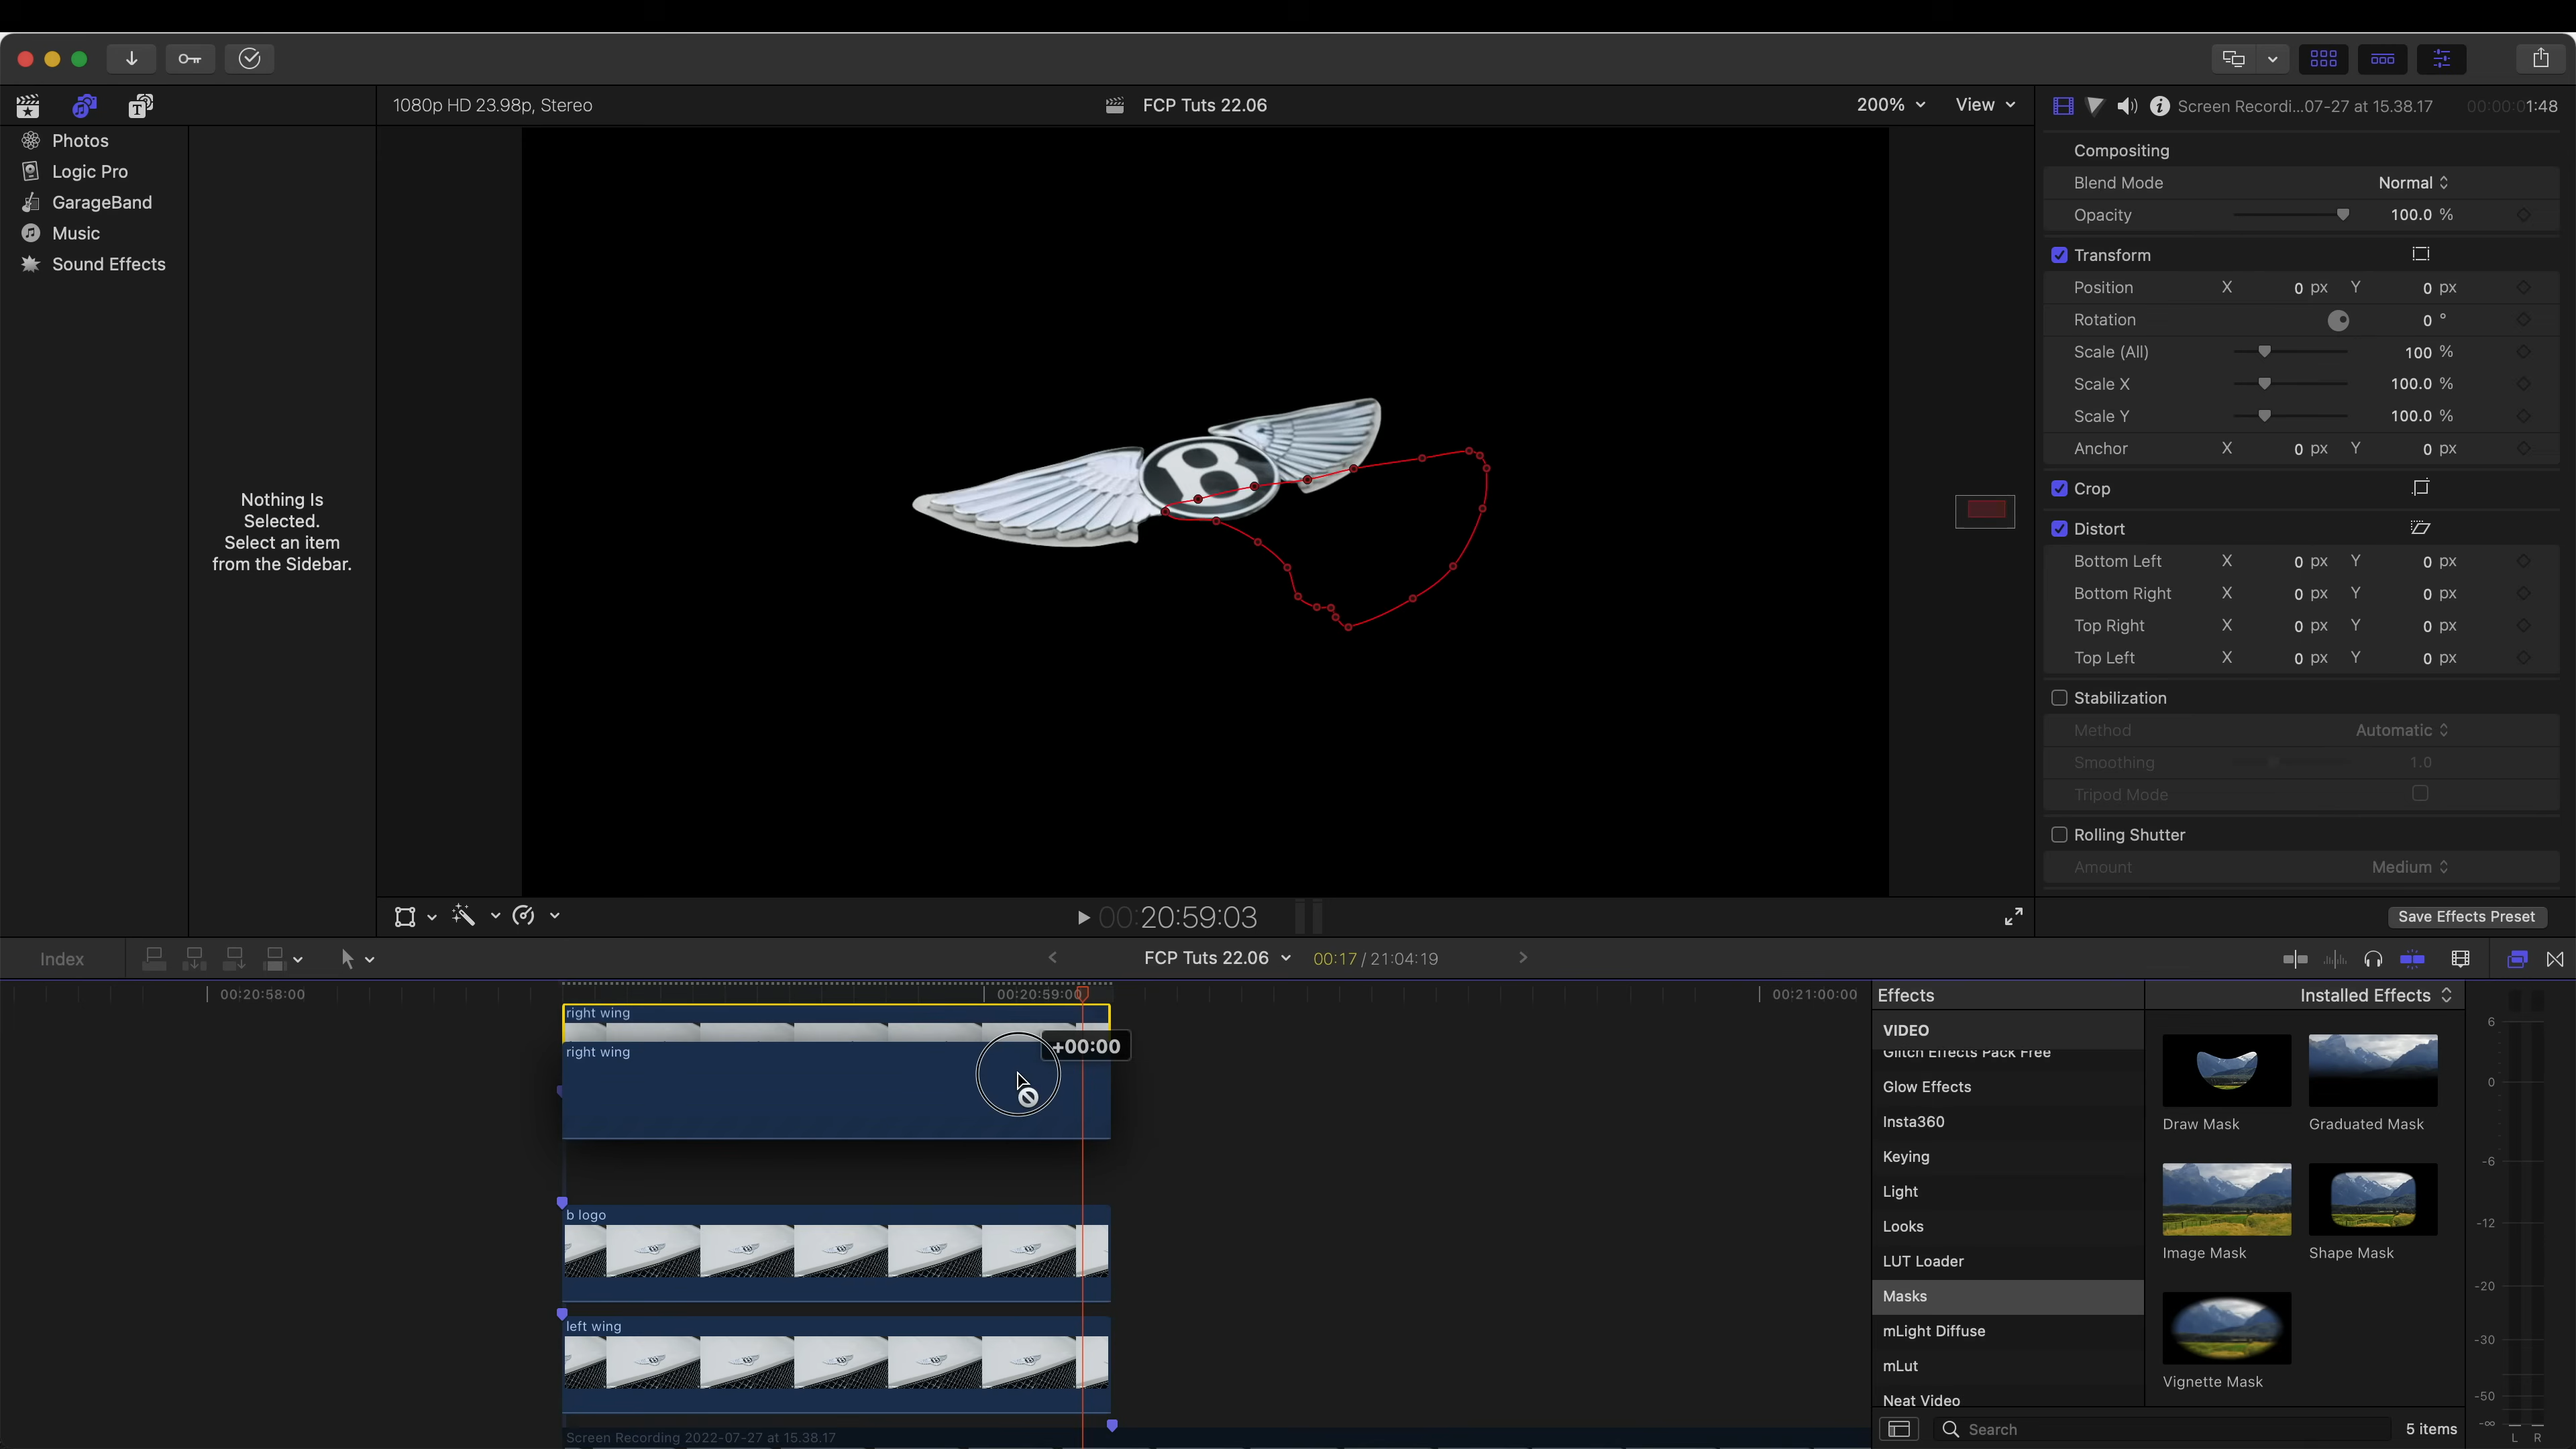 1080p HD 23.98p, Stereo
FCP Tuts 22.06
200%
View
Screen Recordi...07-27 at 15.38.17
00:00:01:48
Photos
Logic Pro
GarageBand
Music
Sound Effects
Nothing Is
Selected.
Select an item
from the Sidebar.
B
Compositing
Blend Mode Normal
Opacity 100.0 %
Transform
Position X 0 px Y 0 px
Rotation 0 °
Scale (All) 100 %
Scale X 100.0 %
Scale Y 100.0 %
Anchor X 0 px Y 0 px
Crop
Distort
Bottom Left X 0 px Y 0 px
Bottom Right X 0 px Y 0 px
Top Right X 0 px Y 0 px
Top Left X 0 px Y 0 px
Stabilization
Method Automatic
Smoothing 1.0
Tripod Mode
Rolling Shutter
Amount Medium
00:20:59:03
Save Effects Preset
Index
FCP Tuts 22.06
00:17 / 21:04:19
00:20:58:00
00:20:59:00
00:21:00:00
right wing
+00:00
right wing
b logo
left wing
Screen Recording 2022-07-27 at 15.38.17
Effects
Installed Effects
VIDEO
Glitch Effects Pack Free
Glow Effects
Insta360
Keying
Light
Looks
LUT Loader
Masks
mLight Diffuse
mLut
Neat Video
Draw Mask
Graduated Mask
Image Mask
Shape Mask
Vignette Mask
Search
5 items
6
0
-6
-12
-20
-30
-50
-∞
L R